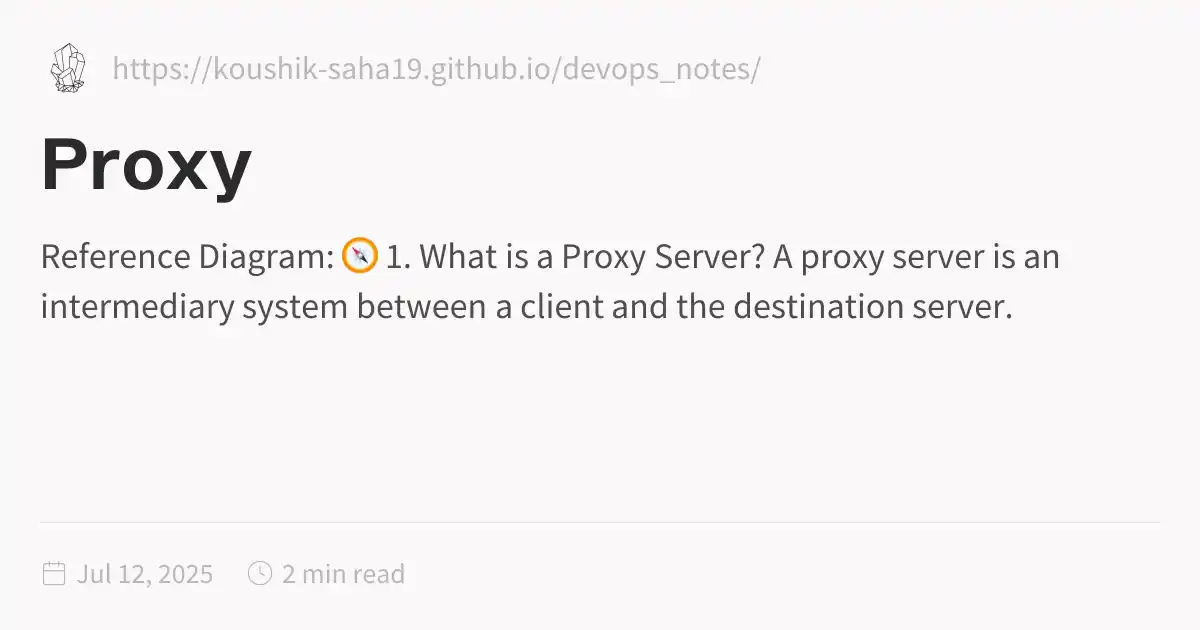 https://koushik-saha19.github.io/devops_notes/
Proxy
Reference Diagram: 🧭 1. What is a Proxy Server? A proxy server is an
intermediary system between a client and the destination server.
Jul 12, 2025 2 min read